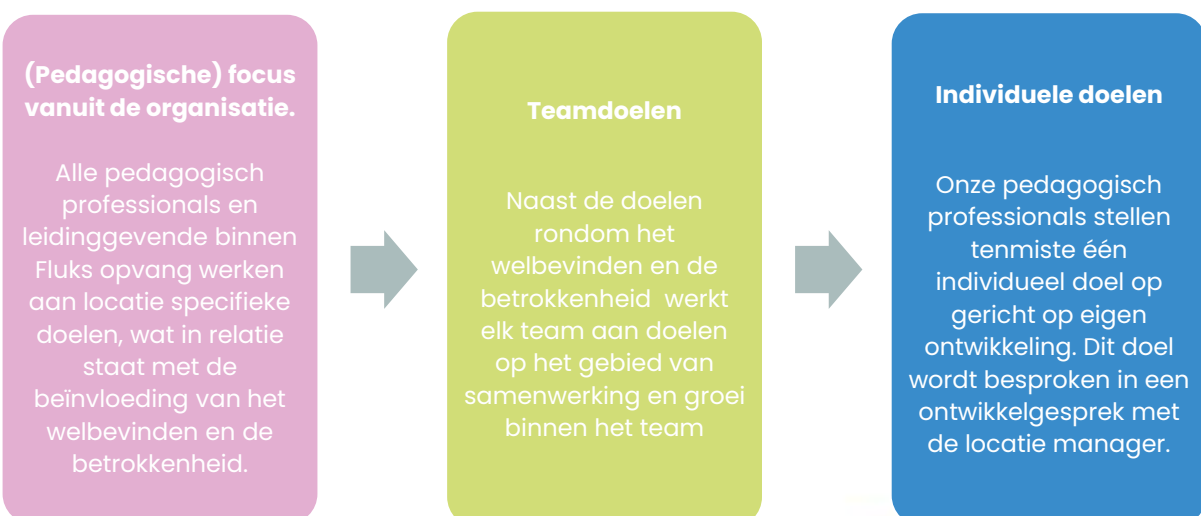 (Pedagogische) focus
vanuit de organisatie.
Alle pedagogisch
professionals en
leidinggevende binnen
Fluks opvang werken
aan locatie specifieke
doelen, wat in relatie
staat met de
beïnvloeding van het
welbevinden en de
betrokkenheid.
Teamdoelen
Naast de doelen
rondom het
welbevinden en de
betrokkenheid  werkt
elk team aan doelen
op het gebied van
samenwerking en groei
binnen het team
Individuele doelen
Onze pedagogisch
professionals stellen
tenmiste één
individueel doel op
gericht op eigen
ontwikkeling. Dit doel
wordt besproken in een
ontwikkelgesprek met
de locatie manager.